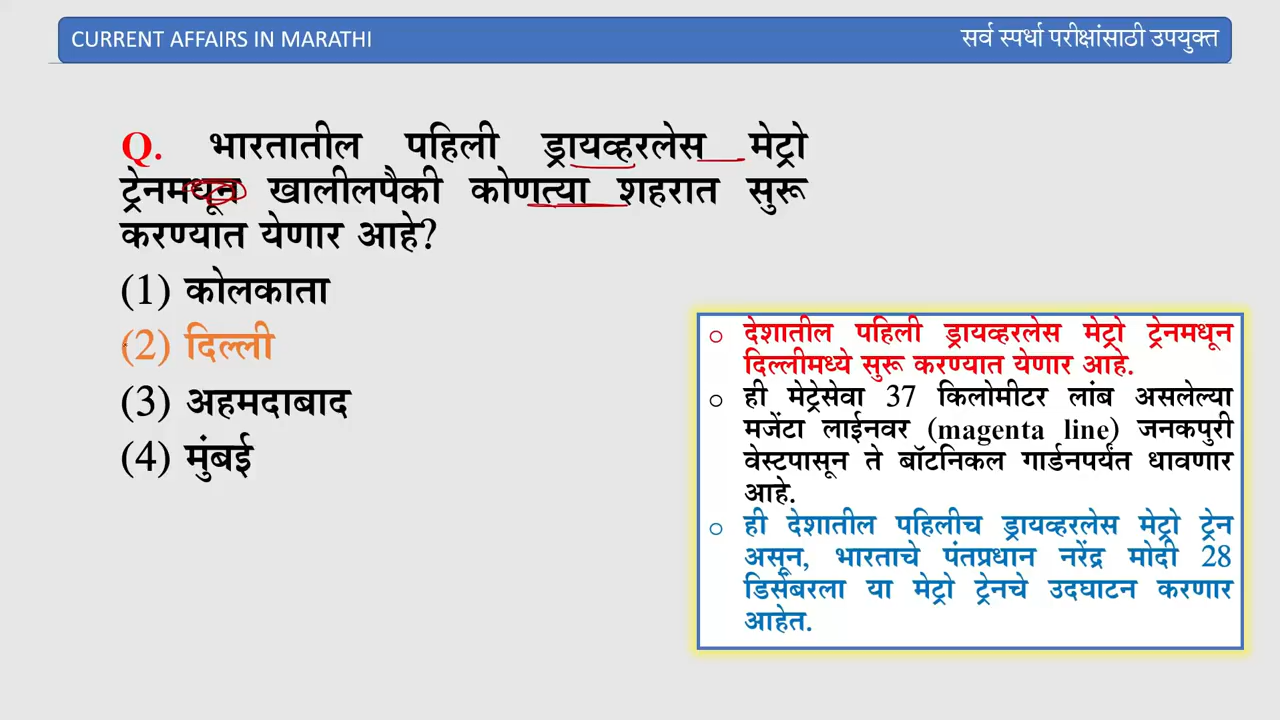 CURRENT AFFAIRS IN MARATHI
सर्व स्पर्धा परीक्षांसाठी उपयुक्त
Q. भारतातील पहिली ड्रायव्हरलेस मेट्रो
ट्रेनमधून खालीलपैकी कोणत्या शहरात सुरू
करण्यात येणार आहे?
(1) कोलकाता
(2) दिल्ली
(3) अहमदाबाद
(4) मुंबई
○ देशातील पहिली ड्रायव्हरलेस मेट्रो ट्रेनमधून
दिल्लीमध्ये सुरू करण्यात येणार आहे.
○ ही मेट्रेसेवा 37 किलोमीटर लांब असलेल्या
मजेंटा लाईनवर (magenta line) जनकपुरी
वेस्टपासून ते बॉटनिकल गार्डनपर्यंत धावणार
आहे.
○ ही देशातील पहिलीच ड्रायव्हरलेस मेट्रो ट्रेन
असून, भारताचे पंतप्रधान नरेंद्र मोदी 28
डिसेंबरला या मेट्रो ट्रेनचे उदघाटन करणार
आहेत.